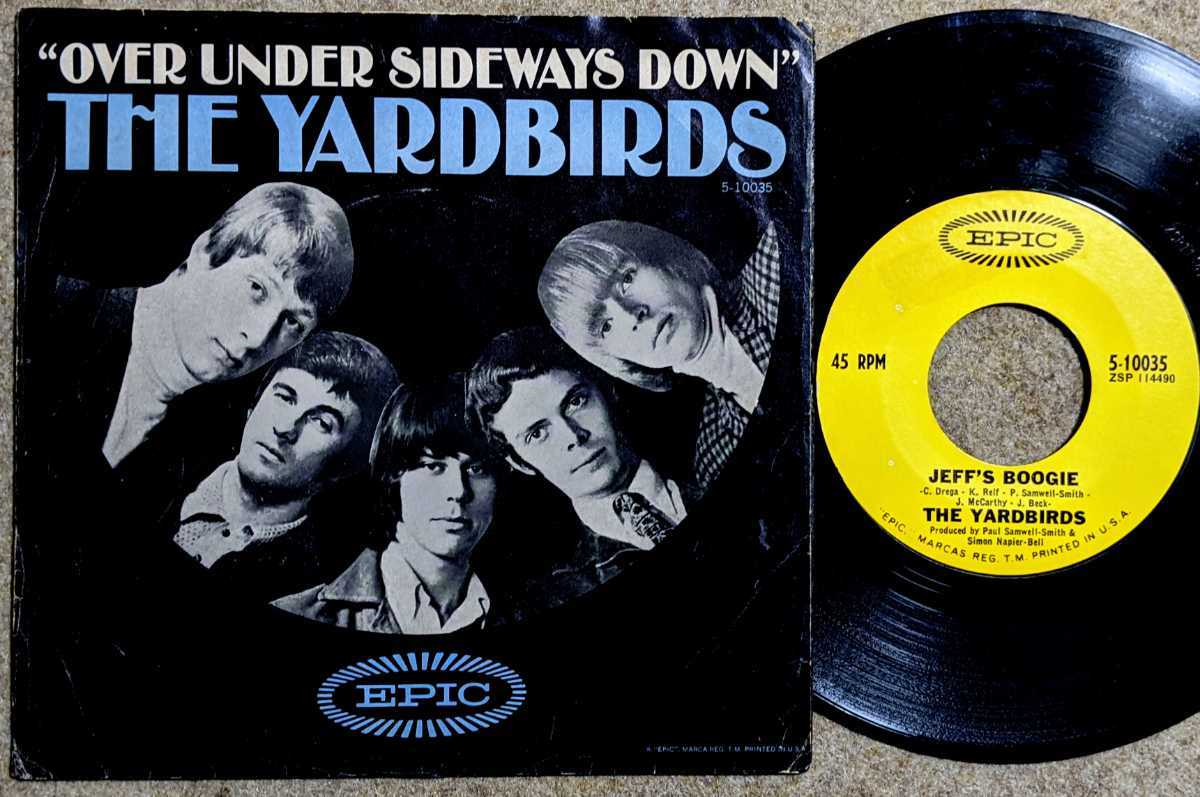 “OVER UNDER SIDEWAYS DOWN”
THE YARDBIRDS
5-10035
EPIC
® "EPIC", MARCA REG. T.M. PRINTED IN U.S.A.
EPIC
45 RPM
5-10035
ZSP 114490
JEFF'S BOOGIE
-C. Drega - K. Relf - P. Samwell-Smith -
J. McCarthy - J. Beck-
THE YARDBIRDS
Produced by Paul Samwell-Smith &
Simon Napier-Bell
"EPIC," MARCAS REG. T.M. PRINTED IN U.S.A.